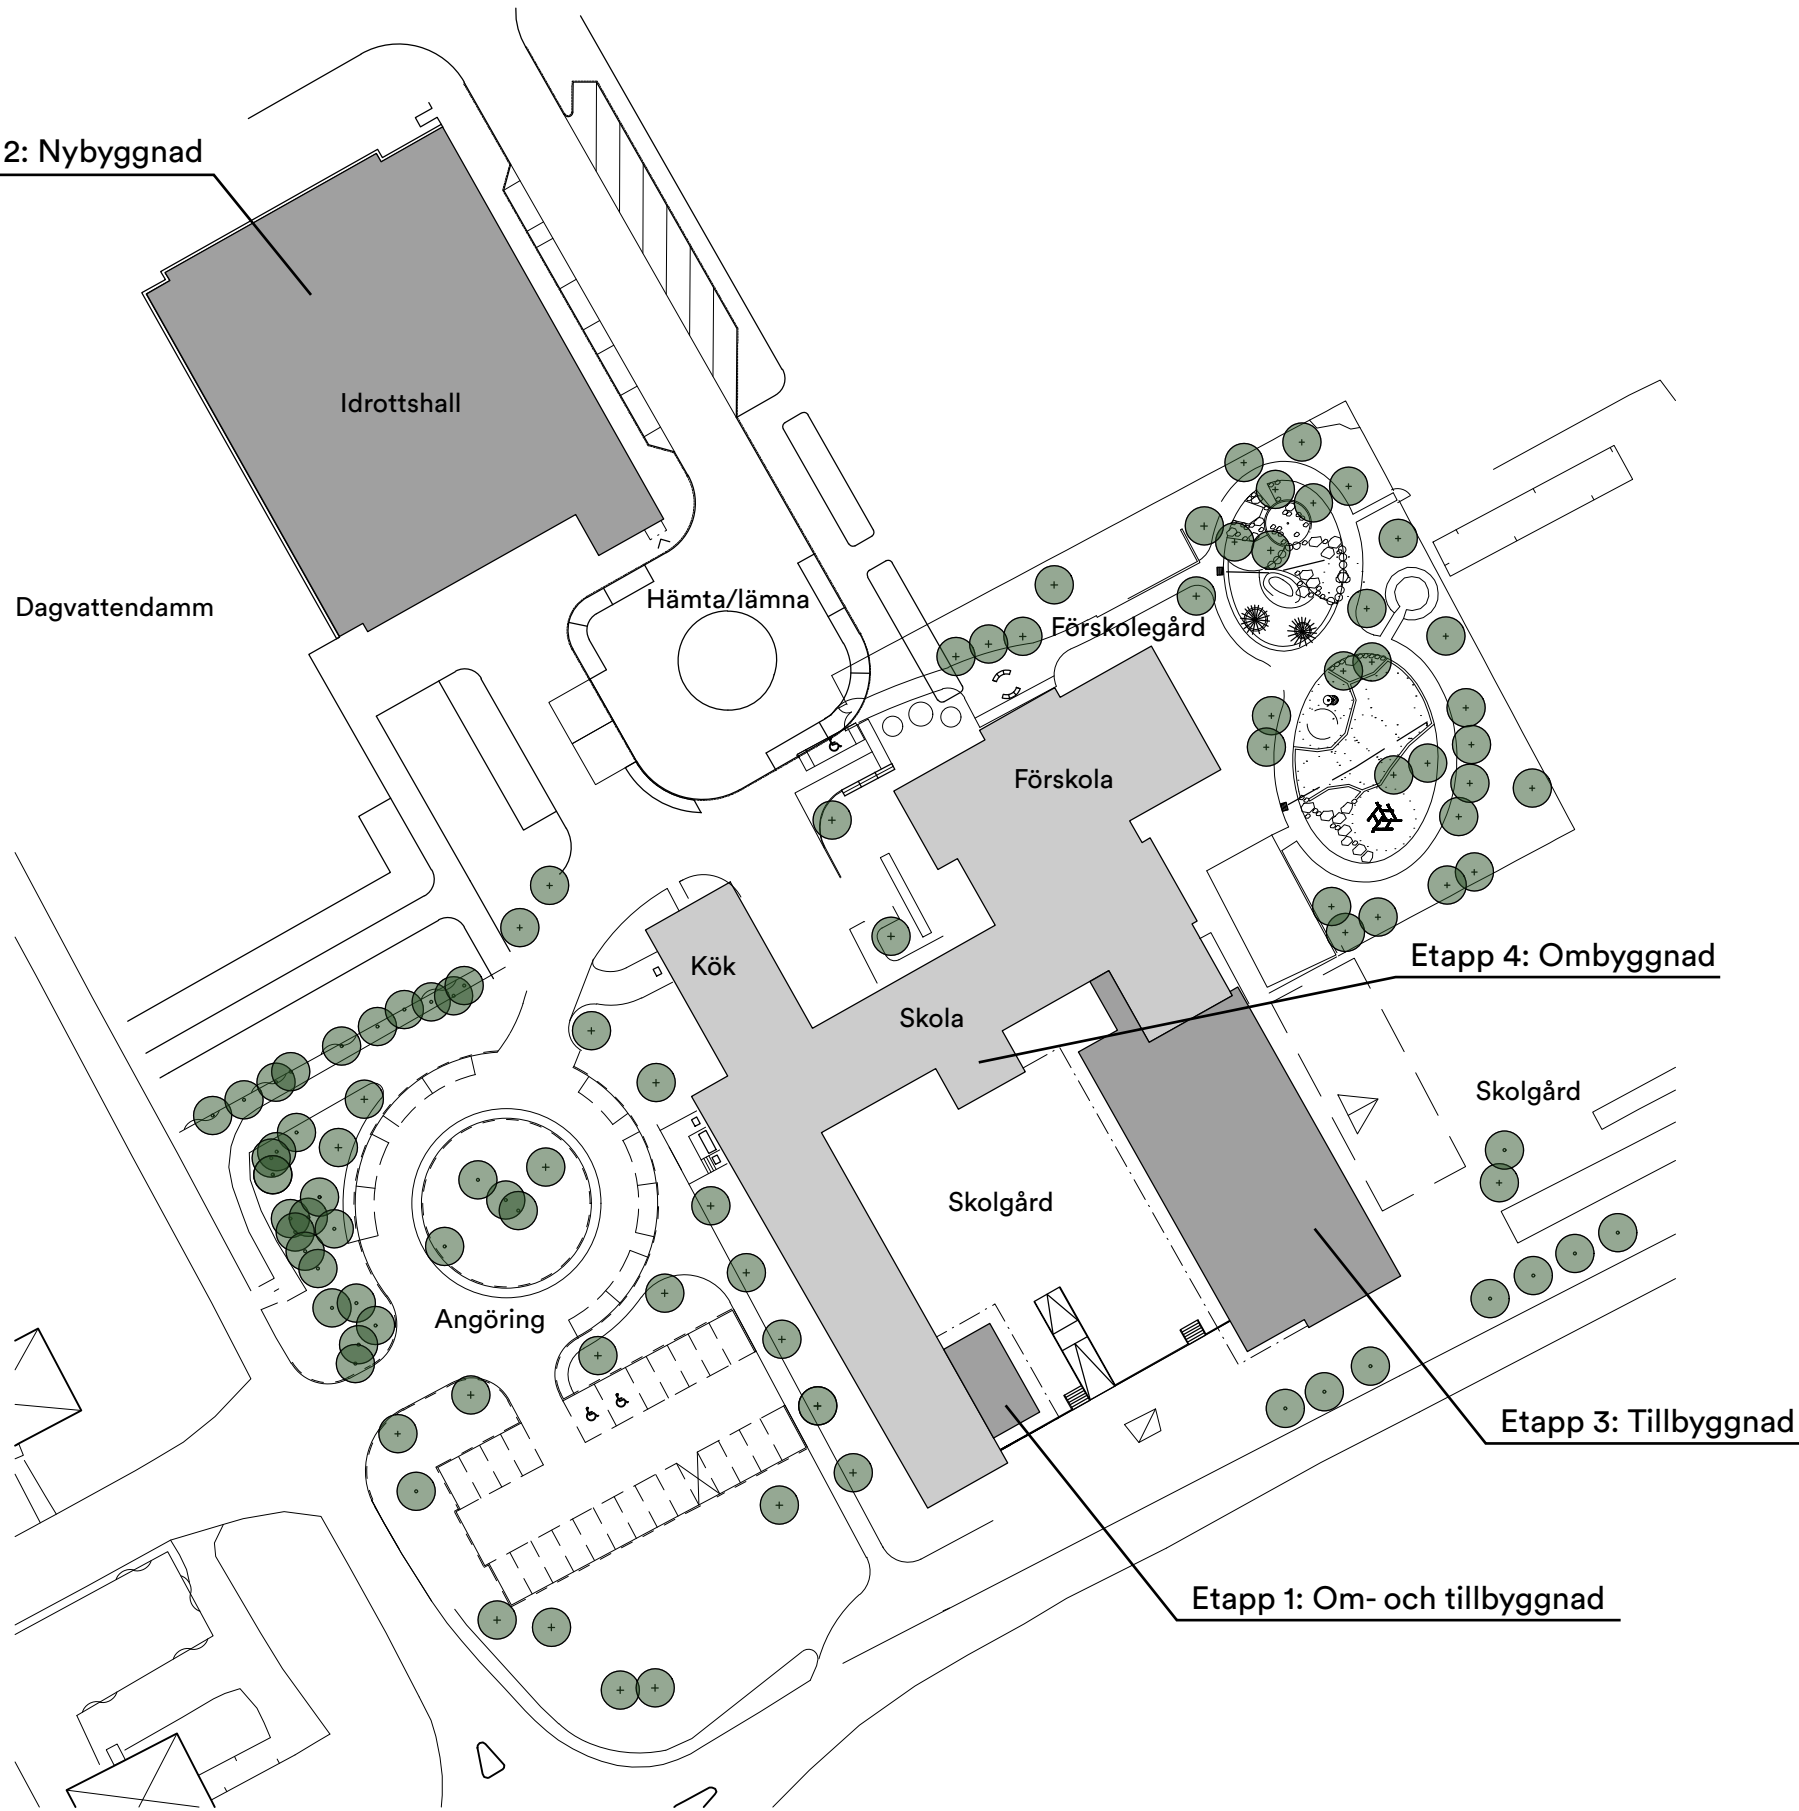 2: Nybyggnad
Idrottshall
Hämta/lämna
Dagvattendamm
Förskolegård
Förskola
Etapp 4: Ombyggnad
Kök
Skola
Skolgård
Skolgård
Angöring
Etapp 3: Tillbyggnad
Etapp 1: Om- och tillbyggnad